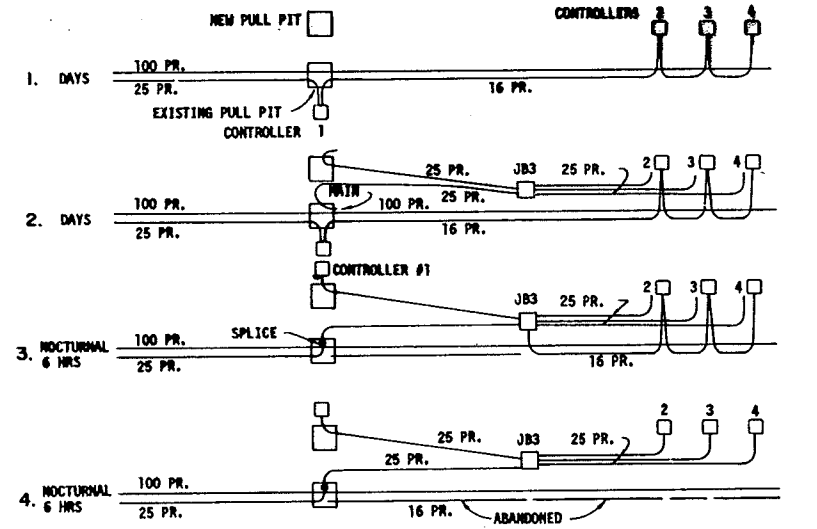 NEW PULL PIT
CONTROLLERS 2 3 4
1. DAYS
100 PR.
25 PR.
16 PR.
EXISTING PULL PIT
CONTROLLER 1
2. DAYS
100 PR.
25 PR.
MAIN
25 PR.
25 PR.
JB3
25 PR.
2 3 4
100 PR.
16 PR.
CONTROLLER #1
3. NOCTURNAL
6 HRS
100 PR.
25 PR.
SPLICE
JB3
25 PR.
2 3 4
16 PR.
4. NOCTURNAL
6 HRS
100 PR.
25 PR.
25 PR.
25 PR.
JB3
25 PR.
2 3 4
16 PR.
ABANDONED